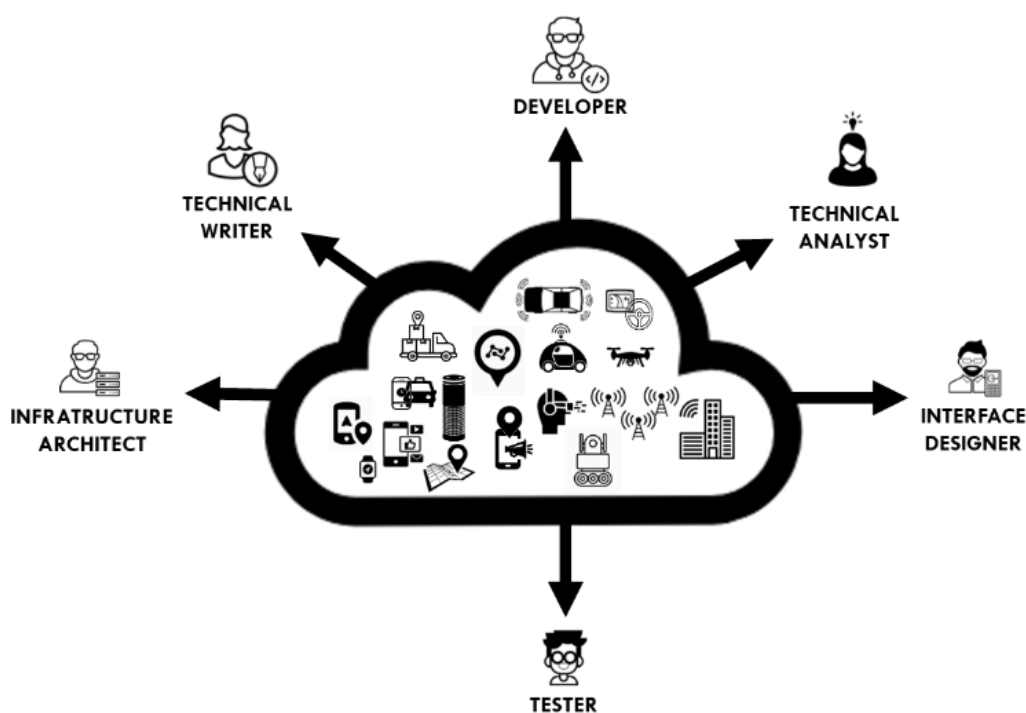 DEVELOPER
TECHNICAL
WRITER
TECHNICAL
ANALYST
INFRATRUCTURE
ARCHITECT
INTERFACE
DESIGNER
TESTER